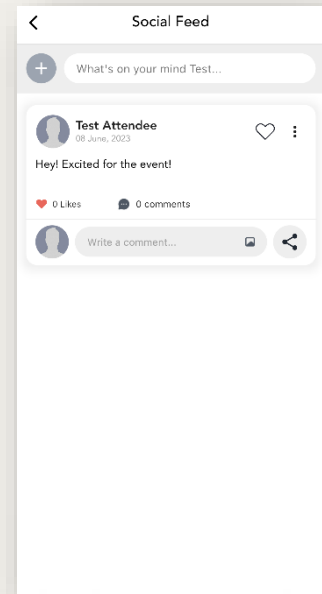 Social Feed
What's on your mind Test...
Test Attendee
08 June, 2023
Hey! Excited for the event!
0 Likes 0 comments
Write a comment...